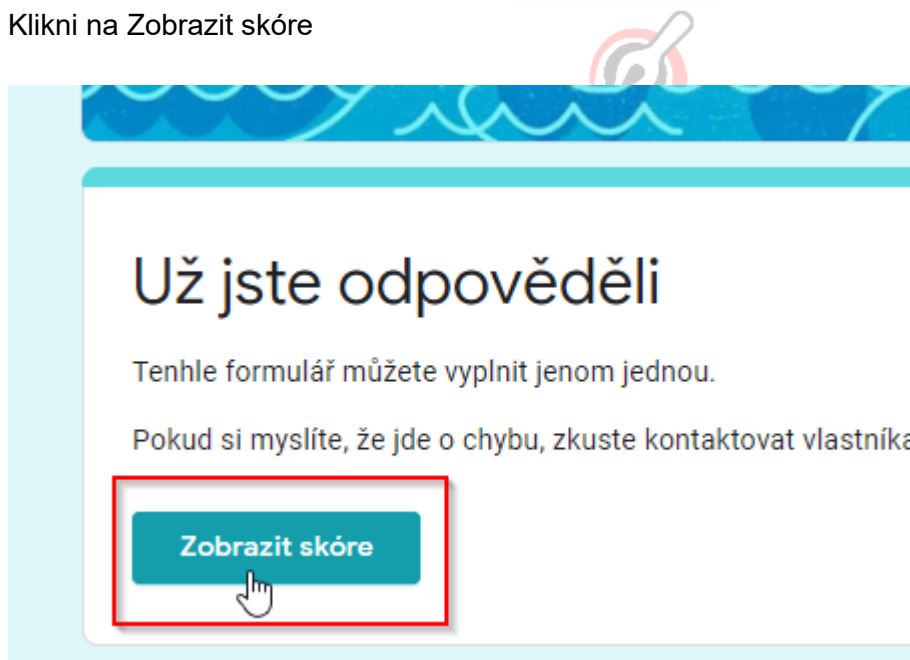 Klikni na Zobrazit skóre
Už jste odpověděli
Tenhle formulář můžete vyplnit jenom jednou.
Pokud si myslíte, že jde o chybu, zkuste kontaktovat vlastníka
Zobrazit skóre